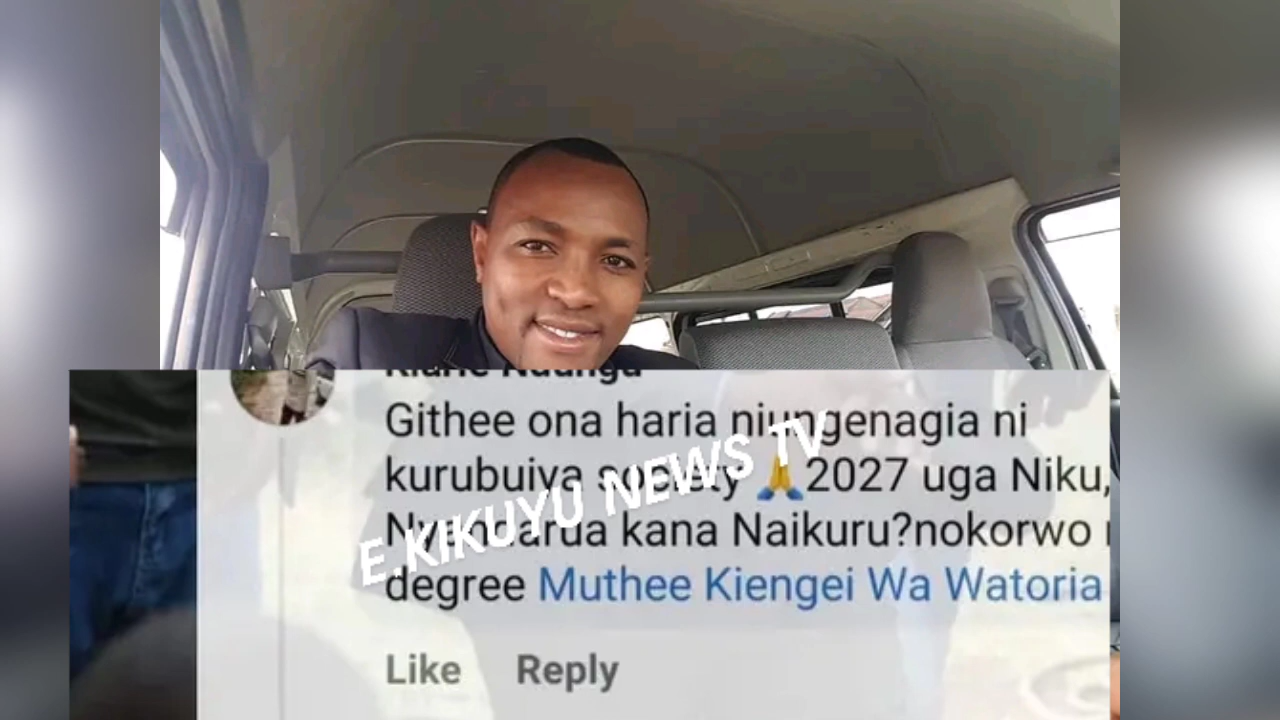 Githee ona haria niungenagia ni
kurubuiya society 🙏2027 uga Niku,
Nyandarua kana Naikuru?nokorwo
degree Muthee Kiengei Wa Watoria
Like Reply
E.KIKUYU NEWS TV